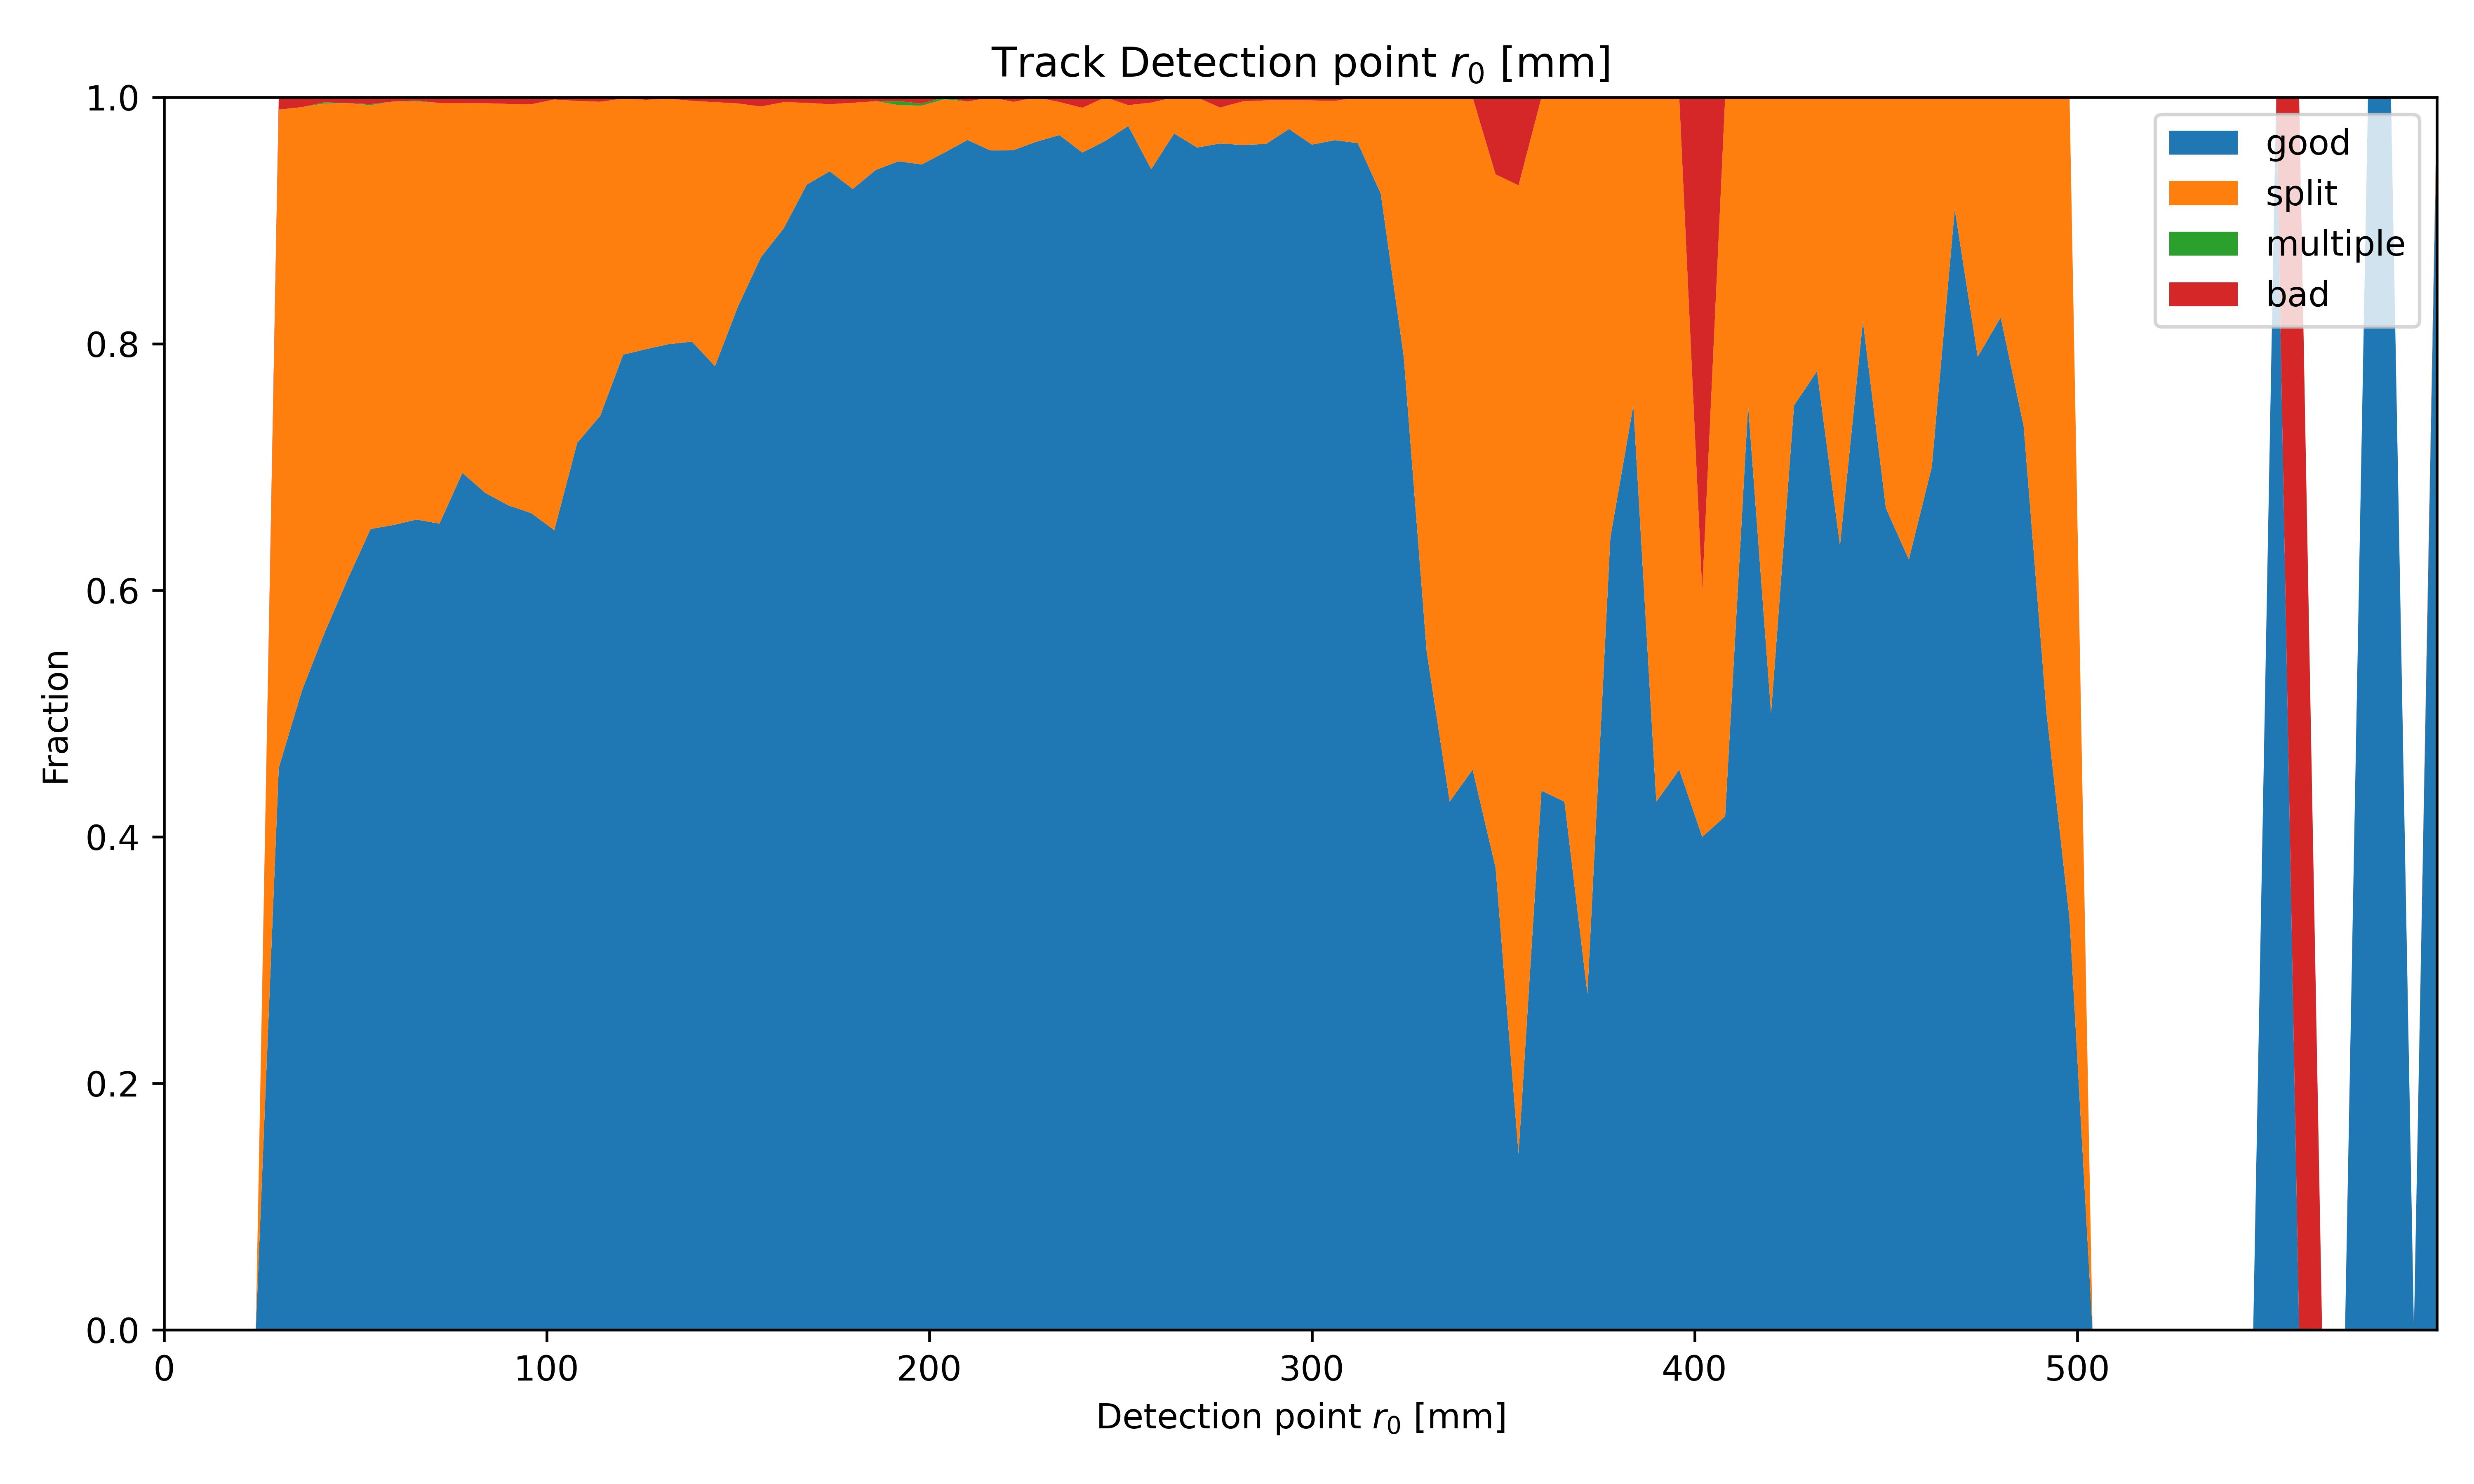 Track Detection point r₀ [mm]
1.0
0.8
0.6
0.4
0.2
0.0
Fraction
good
split
multiple
bad
0 100 200 300 400 500
Detection point r₀ [mm]